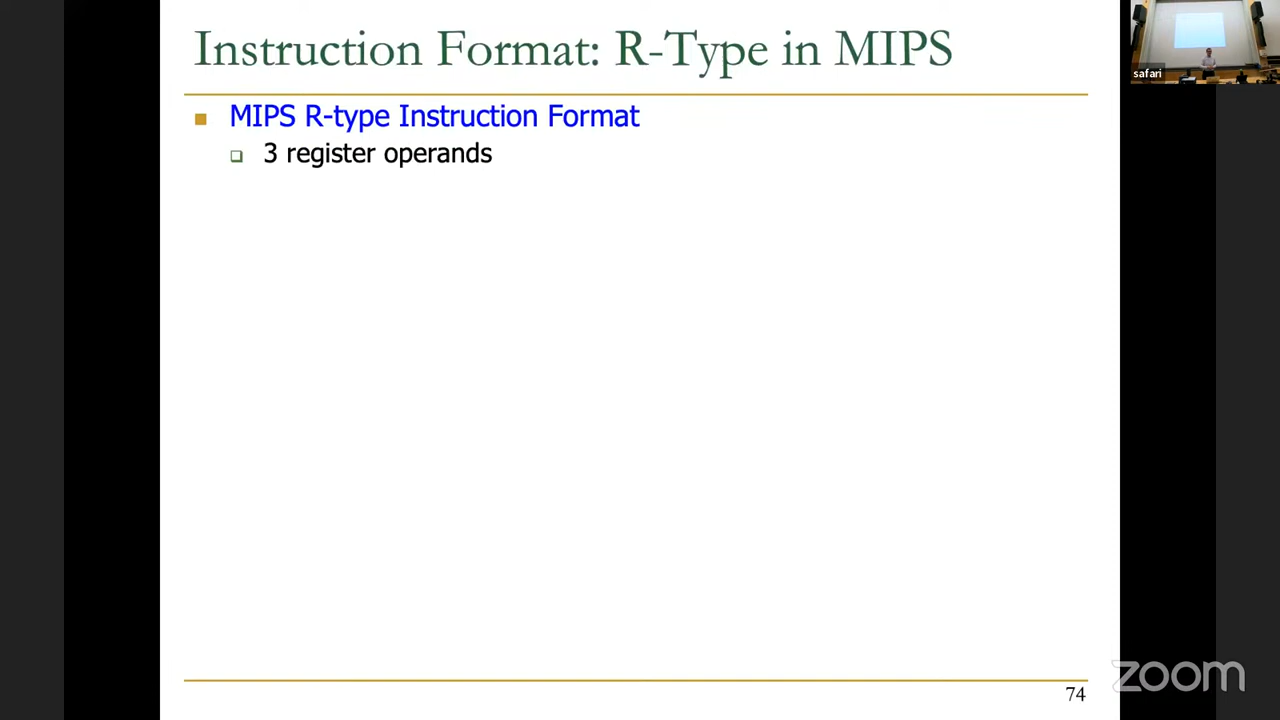 Instruction Format: R-Type in MIPS
MIPS R-type Instruction Format
3 register operands
74
safari
zoom